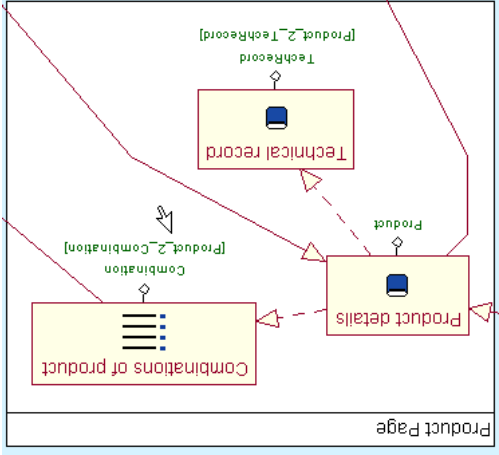 Product Page
Combinations of product
Combination
[Product_2_Combination]
Product details
Product
Technical record
TechRecord
[Product_2_TechRecord]